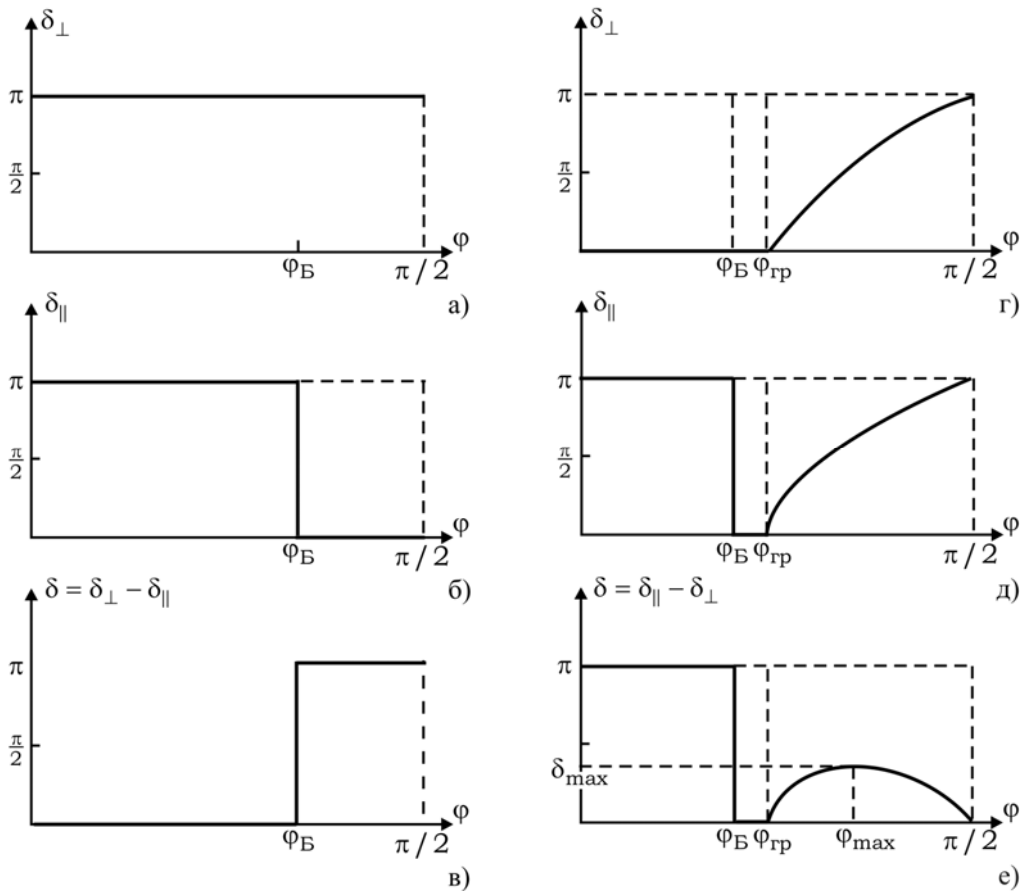 δ⊥
π
π/2
φ
φБ
π/2
а)
δ∥
π
π/2
φ
φБ
π/2
б)
δ = δ⊥ − δ∥
π
π/2
φ
φБ
π/2
в)
δ⊥
π
π/2
φ
φБ φгр
π/2
г)
δ∥
π
π/2
φ
φБ φгр
π/2
д)
δ = δ∥ − δ⊥
π
δmax
φ
φБ φгр
φmax
π/2
е)